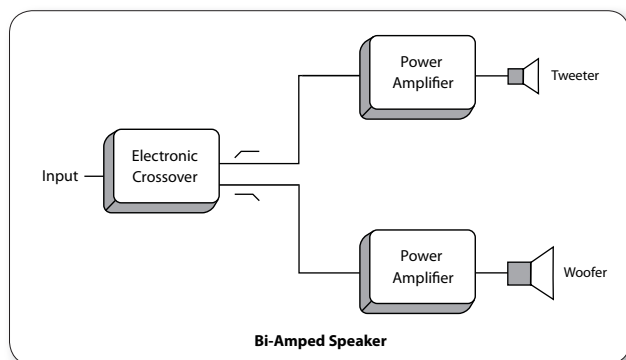 Power
Amplifier
Tweeter
Electronic
Crossover
Input
Power
Amplifier
Woofer
Bi-Amped Speaker